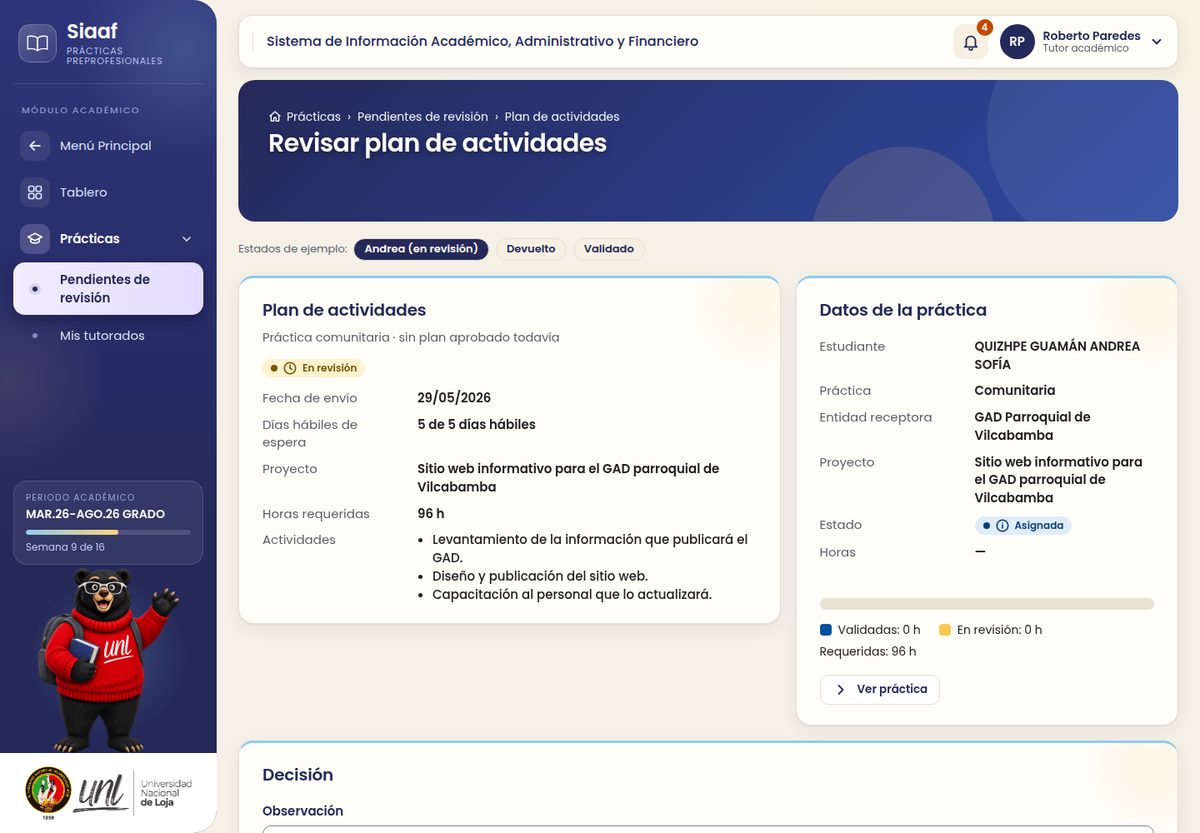 Siaaf
PRÁCTICAS
PREPROFESIONALES
MÓDULO ACADÉMICO
Menú Principal
Tablero
Prácticas
Pendientes de
revisión
Mis tutorados
PERIODO ACADÉMICO
MAR.26–AGO.26 GRADO
Semana 9 de 16
unl
1859
unl
Universidad
Nacional
de Loja
Sistema de Información Académico, Administrativo y Financiero
4
RP
Roberto Paredes
Tutor académico
Prácticas › Pendientes de revisión › Plan de actividades
Revisar plan de actividades
Estados de ejemplo: Andrea (en revisión) Devuelto Validado
Plan de actividades
Práctica comunitaria · sin plan aprobado todavía
En revisión
Fecha de envío 29/05/2026
Días hábiles de
espera
5 de 5 días hábiles
Proyecto
Sitio web informativo para el GAD parroquial de
Vilcabamba
Horas requeridas 96 h
Actividades
• Levantamiento de la información que publicará el
GAD.
• Diseño y publicación del sitio web.
• Capacitación al personal que lo actualizará.
Datos de la práctica
Estudiante
QUIZHPE GUAMÁN ANDREA
SOFÍA
Práctica Comunitaria
Entidad receptora
GAD Parroquial de
Vilcabamba
Proyecto
Sitio web informativo para
el GAD parroquial de
Vilcabamba
Estado Asignada
Horas —
Validadas: 0 h En revisión: 0 h
Requeridas: 96 h
Ver práctica
Decisión
Observación